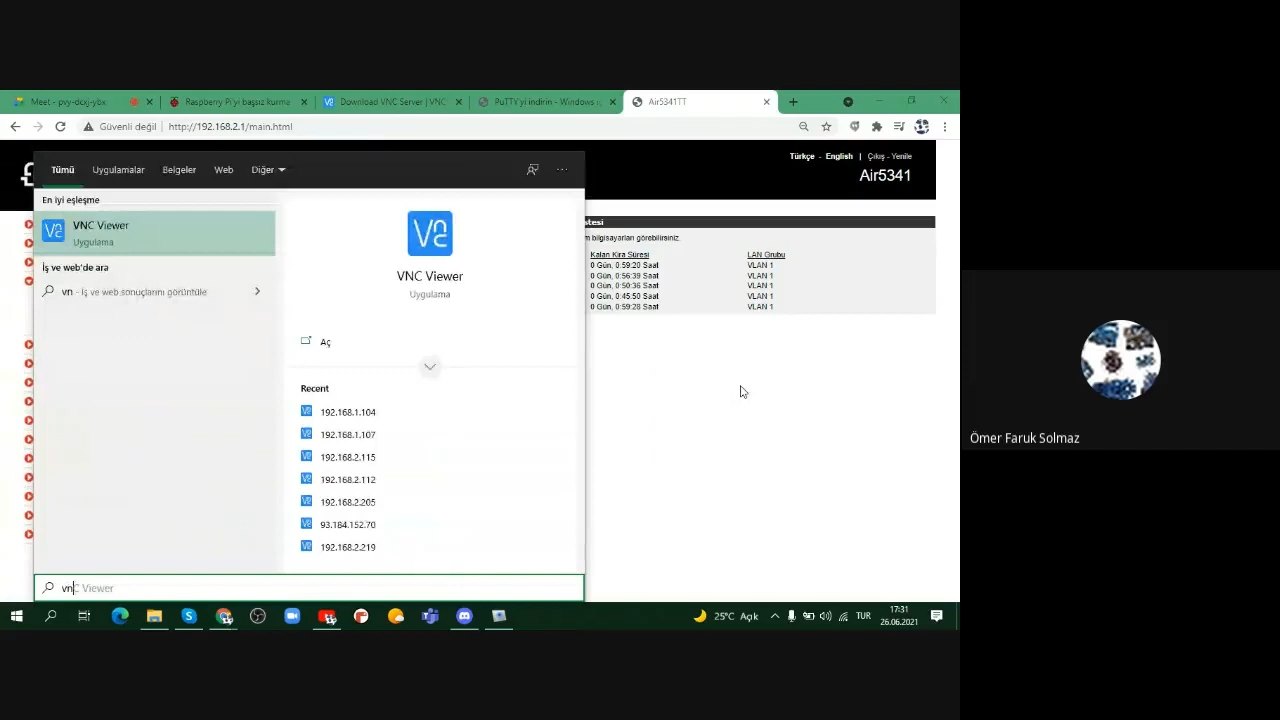 Meet - pvy-dcxj-ybx
Raspberry Pi'yi başsız kurma
Download VNC Server | VNC
PuTTY'yi indirin - Windows v
Air5341TT
Güvenli değil | http://192.168.2.1/main.html
Tümü
Uygulamalar
Belgeler
Web
Diğer
Türkçe - English | Çıkış - Yenile
Air5341
En iyi eşleşme
VNC Viewer
Uygulama
İş ve web'de ara
vn - İş ve web sonuçlarını görüntüle
VNC Viewer
Uygulama
Aç
Recent
192.168.1.104
192.168.1.107
192.168.2.115
192.168.2.112
192.168.2.205
93.184.152.70
192.168.2.219
stesi
m bilgisayarları görebilirsiniz.
Kalan Kira Süresi LAN Grubu
0 Gün, 0:59:20 Saat VLAN 1
0 Gün, 0:56:39 Saat VLAN 1
0 Gün, 0:50:36 Saat VLAN 1
0 Gün, 0:45:50 Saat VLAN 1
0 Gün, 0:59:28 Saat VLAN 1
vnC Viewer
25°C Açık
TUR
17:31
26.06.2021
Ömer Faruk Solmaz